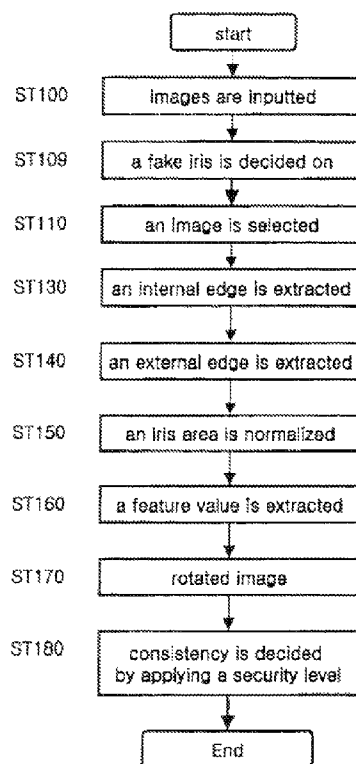 start
ST100 images are inputted
ST109 a fake iris is decided on
ST110 an image is selected
ST130 an internal edge is extracted
ST140 an external edge is extracted
ST150 an iris area is normalized
ST160 a feature value is extracted
ST170 rotated image
ST180 consistency is decided
by applying a security level
End